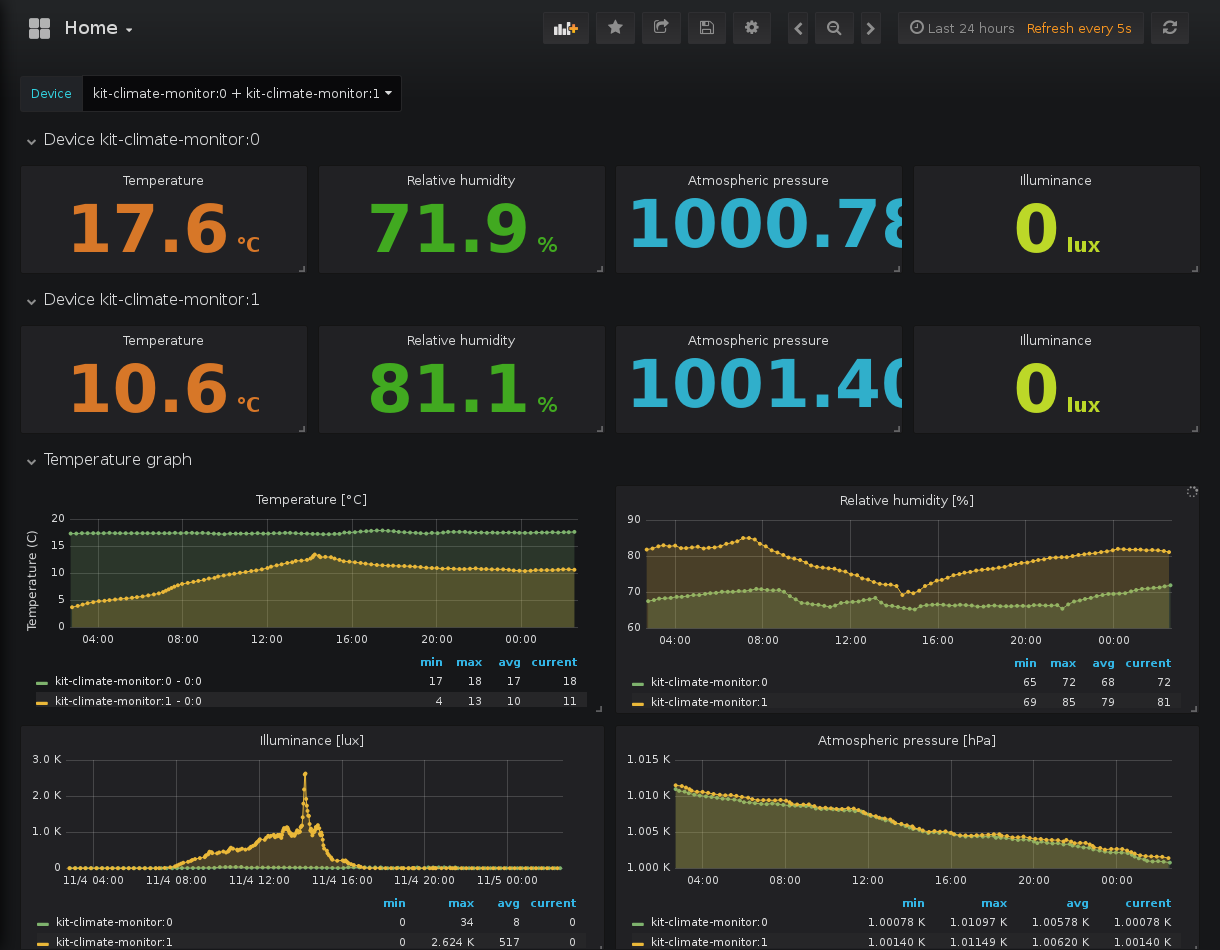 Home
Last 24 hours Refresh every 5s
Device kit-climate-monitor:0 + kit-climate-monitor:1
Device kit-climate-monitor:0
Temperature Relative humidity Atmospheric pressure Illuminance
17.6 °C 71.9 % 1000.78 0 lux
Device kit-climate-monitor:1
Temperature Relative humidity Atmospheric pressure Illuminance
10.6 °C 81.1 % 1001.40 0 lux
Temperature graph
Temperature [°C]
Temperature (C)
20
15
10
5
0
04:00 08:00 12:00 16:00 20:00 00:00
min max avg current
kit-climate-monitor:0 - 0:0 17 18 17 18
kit-climate-monitor:1 - 0:0 4 13 10 11
Relative humidity [%]
90
80
70
60
04:00 08:00 12:00 16:00 20:00 00:00
min max avg current
kit-climate-monitor:0 65 72 68 72
kit-climate-monitor:1 69 85 79 81
Illuminance [lux]
3.0 K
2.0 K
1.0 K
0
11/4 04:00 11/4 08:00 11/4 12:00 11/4 16:00 11/4 20:00 11/5 00:00
min max avg current
kit-climate-monitor:0 0 34 8 0
kit-climate-monitor:1 0 2.624 K 517 0
Atmospheric pressure [hPa]
1.015 K
1.010 K
1.005 K
1.000 K
04:00 08:00 12:00 16:00 20:00 00:00
min max avg current
kit-climate-monitor:0 1.00078 K 1.01097 K 1.00578 K 1.00078 K
kit-climate-monitor:1 1.00140 K 1.01149 K 1.00620 K 1.00140 K